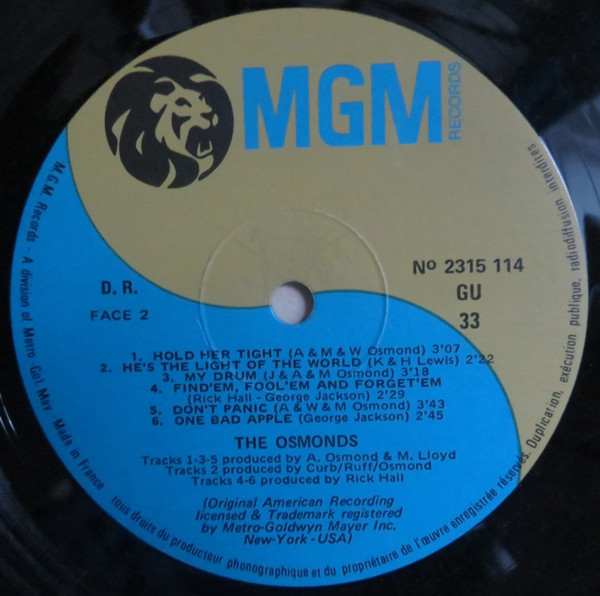 MGM
RECORDS
Nº 2315 114
D. R.
GU
FACE 2
33
1. HOLD HER TIGHT (A & M & W Osmond) 3'07
2. HE'S THE LIGHT OF THE WORLD (K & H Lewis) 2'22
3. MY DRUM (J & A & M Osmond) 3'18
4. FIND'EM, FOOL'EM AND FORGET'EM
(Rick Hall - George Jackson) 2'29
5. DON'T PANIC (A & W & M Osmond) 3'43
6. ONE BAD APPLE (George Jackson) 2'45
THE OSMONDS
Tracks 1-3-5 produced by A. Osmond & M. Lloyd
Tracks 2 produced by Curb/Ruff/Osmond
Tracks 4-6 produced by Rick Hall
(Original American Recording
licensed & Trademark registered
by Metro-Goldwyn Mayer Inc.
New-York - USA)
M.G.M. Records - A division of Metro Gol May - Made in France
tous droits du producteur phonographique et du propriétaire de l'œuvre enregistrée réservés. Duplication, exécution publique, radiodiffusion interdites